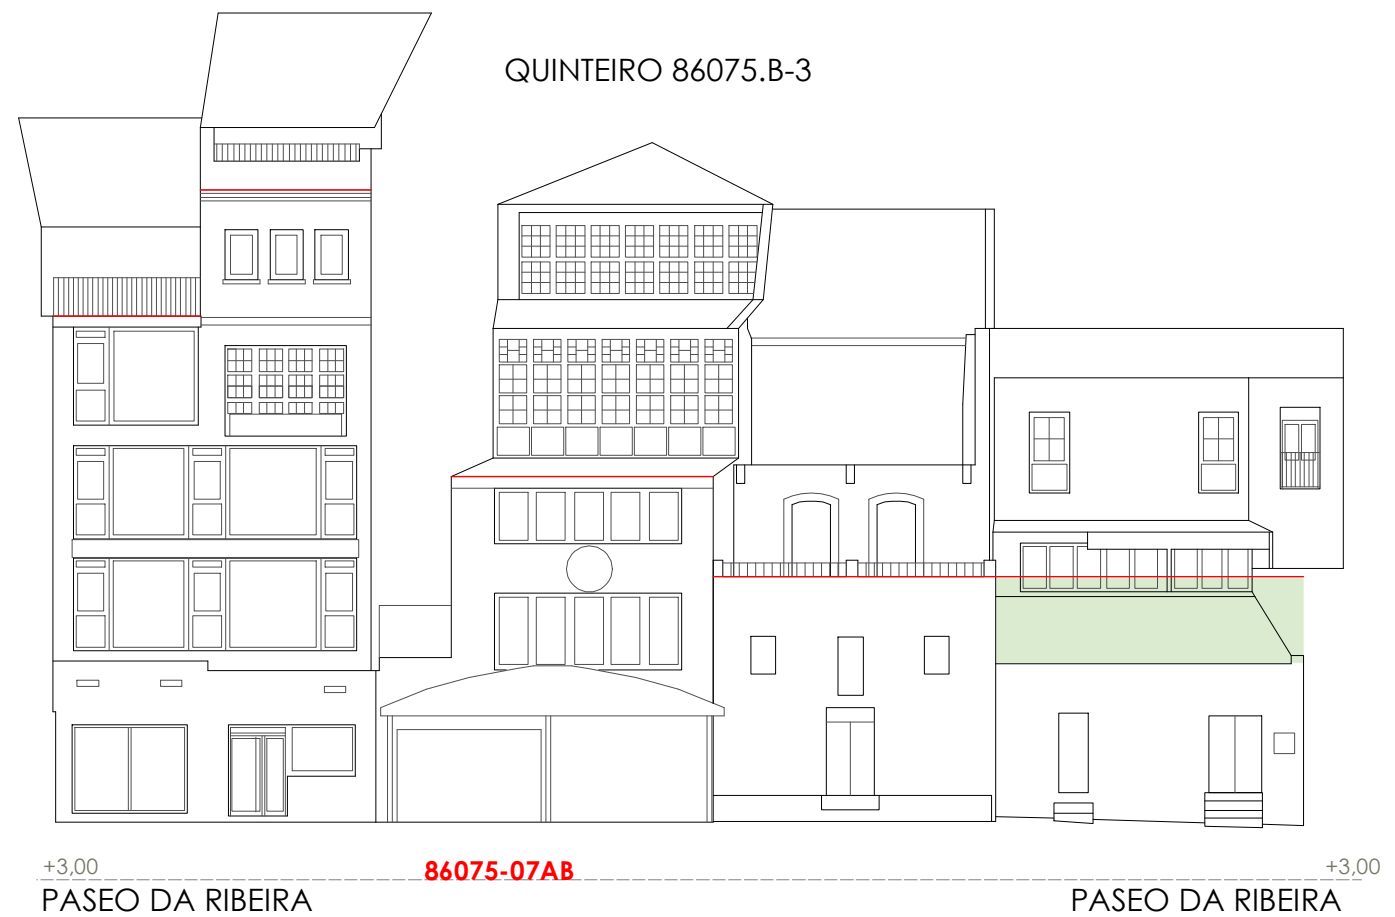 QUINTEIRO 86075.B-3
+3,00
86075-07AB
+3,00
PASEO DA RIBEIRA
PASEO DA RIBEIRA